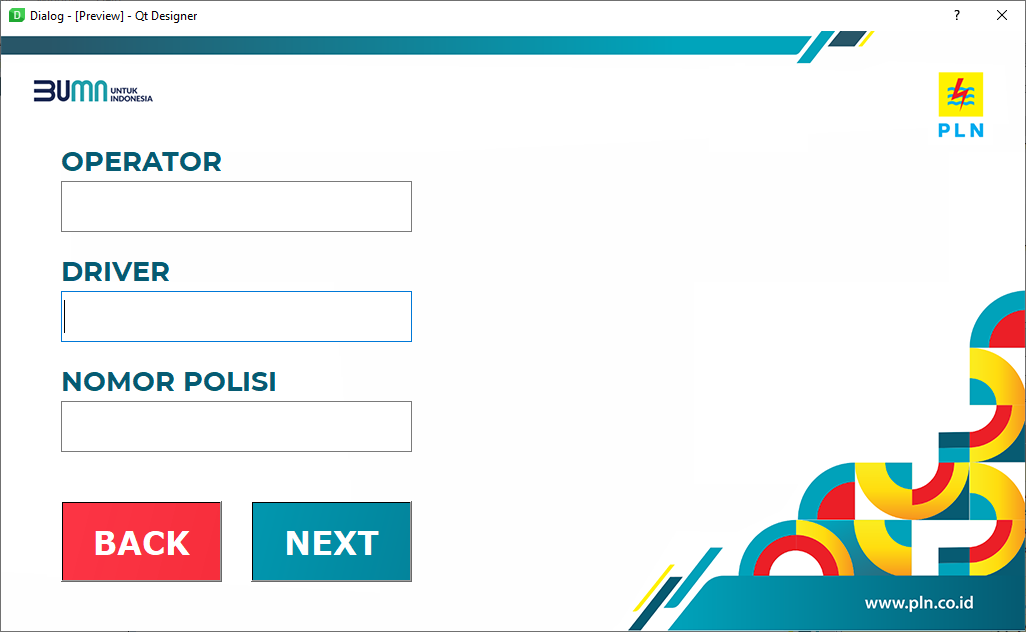 Dialog - [Preview] - Qt Designer
BUMN UNTUK INDONESIA
PLN
OPERATOR
DRIVER
NOMOR POLISI
BACK
NEXT
www.pln.co.id